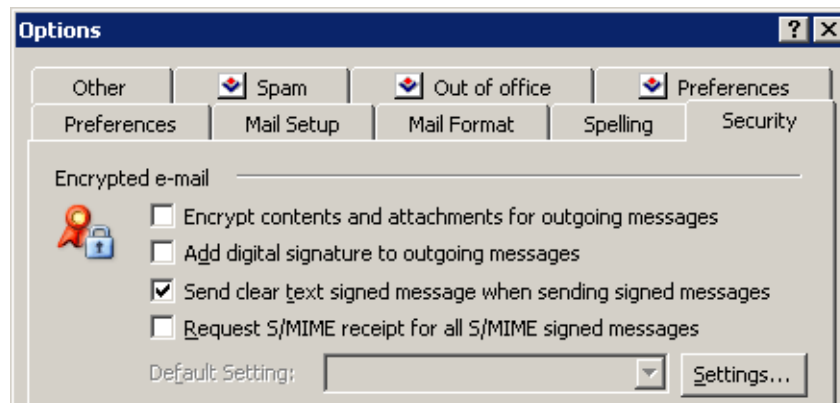 Options
Other Spam Out of office Preferences
Preferences Mail Setup Mail Format Spelling Security
Encrypted e-mail
Encrypt contents and attachments for outgoing messages
Add digital signature to outgoing messages
Send clear text signed message when sending signed messages
Request S/MIME receipt for all S/MIME signed messages
Default Setting: Settings...